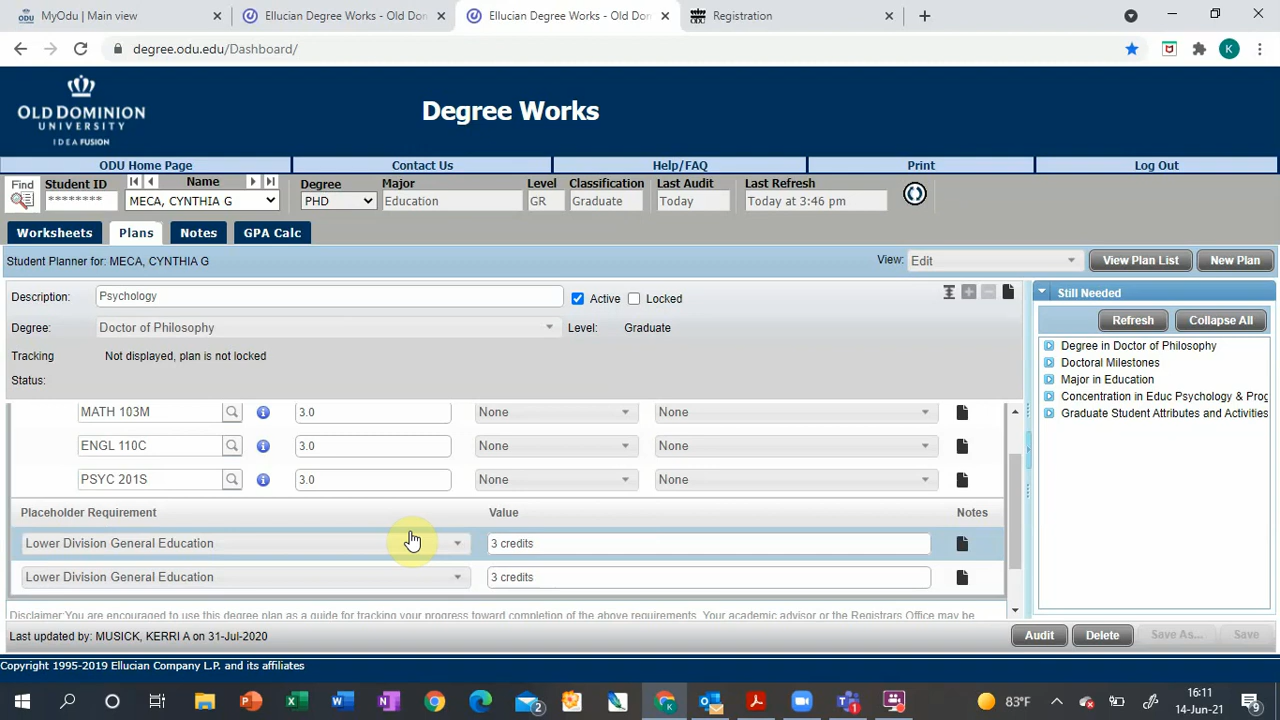 MyOdu | Main view
Ellucian Degree Works - Old Dom
Ellucian Degree Works - Old Don
Registration
degree.odu.edu/Dashboard/
K
OLD DOMINION
UNIVERSITY
IDEA FUSION
Degree Works
ODU Home Page
Contact Us
Help/FAQ
Print
Log Out
Find
Student ID
Name
Degree
Major
Level
Classification
Last Audit
Last Refresh
********
MECA, CYNTHIA G
PHD
Education
GR
Graduate
Today
Today at 3:46 pm
Worksheets
Plans
Notes
GPA Calc
Student Planner for: MECA, CYNTHIA G
View:
Edit
View Plan List
New Plan
Description:
Psychology
Active
Locked
Degree:
Doctor of Philosophy
Level:
Graduate
Tracking
Not displayed, plan is not locked
Status:
Still Needed
Refresh
Collapse All
Degree in Doctor of Philosophy
Doctoral Milestones
Major in Education
Concentration in Educ Psychology & Prog
Graduate Student Attributes and Activities
MATH 103M
3.0
None
None
ENGL 110C
3.0
None
None
PSYC 201S
3.0
None
None
Placeholder Requirement
Value
Notes
Lower Division General Education
3 credits
Lower Division General Education
3 credits
Disclaimer:You are encouraged to use this degree plan as a guide for tracking your progress toward completion of the above requirements. Your academic advisor or the Registrars Office may be
Last updated by: MUSICK, KERRI A on 31-Jul-2020
Audit
Delete
Save As...
Save
Copyright 1995-2019 Ellucian Company L.P. and its affiliates
2
1
83°F
16:11
14-Jun-21
9